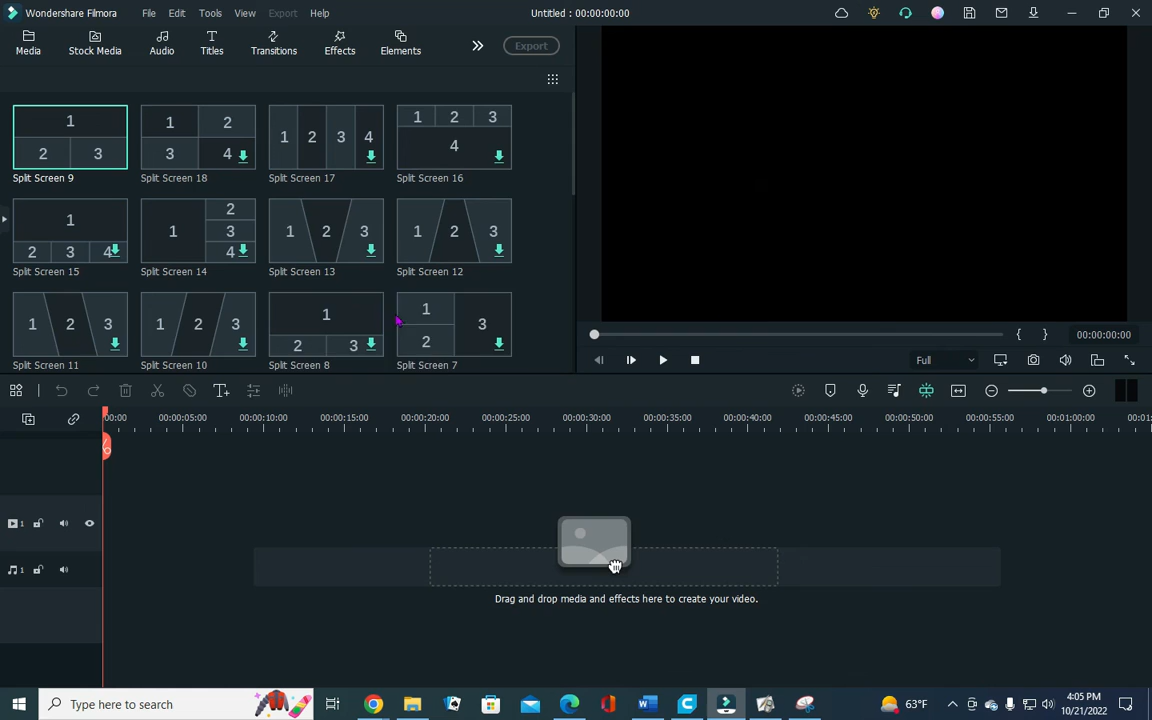 Wondershare Filmora File Edit Tools View Export Help Untitled : 00:00:00:00
Media Stock Media Audio Titles Transitions Effects Elements Export
1 2 3
1 2 3 4
1 2 3 4
1 2 3 4
Split Screen 9 Split Screen 18 Split Screen 17 Split Screen 16
1 2 3 4
1 2 3 4
1 2 3
1 2 3
Split Screen 15 Split Screen 14 Split Screen 13 Split Screen 12
1 2 3
1 2 3
1 2 3
1 2 3
Split Screen 11 Split Screen 10 Split Screen 8 Split Screen 7
{ } 00:00:00:00
Full
00:00 00:00:05:00 00:00:10:00 00:00:15:00 00:00:20:00 00:00:25:00 00:00:30:00 00:00:35:00 00:00:40:00 00:00:45:00 00:00:50:00 00:00:55:00 00:01:00:00 00:01:
1
1
Drag and drop media and effects here to create your video.
Type here to search 63°F 4:05 PM
10/21/2022